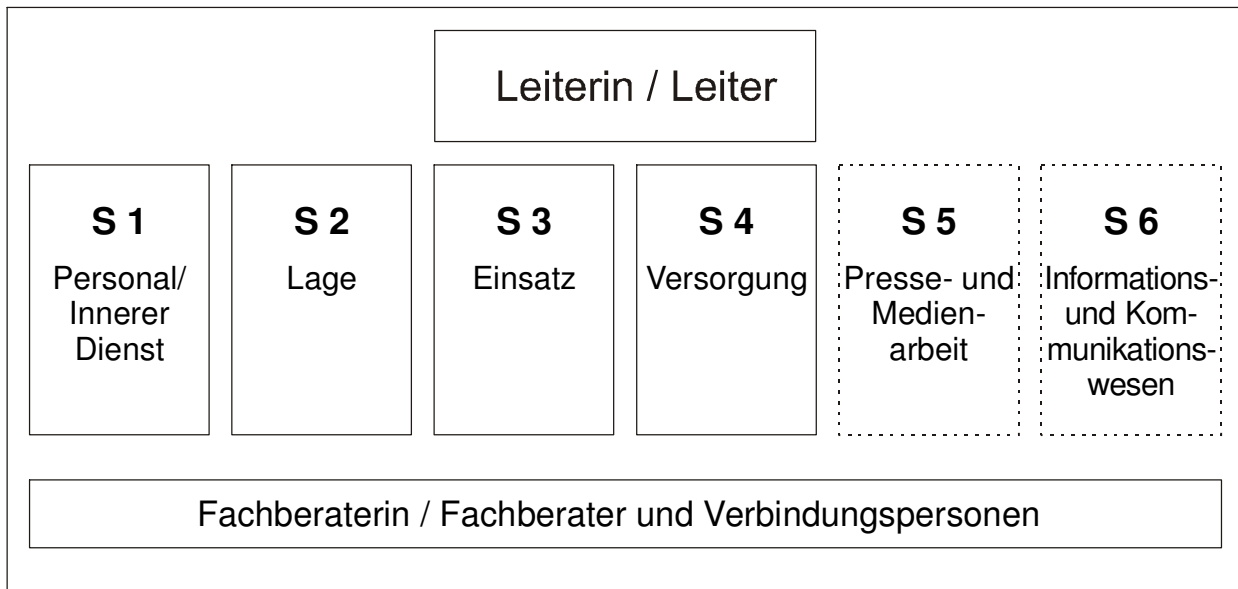 Leiterin / Leiter
S 1
Personal/
Innerer
Dienst
S 2
Lage
S 3
Einsatz
S 4
Versorgung
S 5
Presse- und
Medien-
arbeit
S 6
Informations-
und Kom-
munikations-
wesen
Fachberaterin / Fachberater und Verbindungspersonen